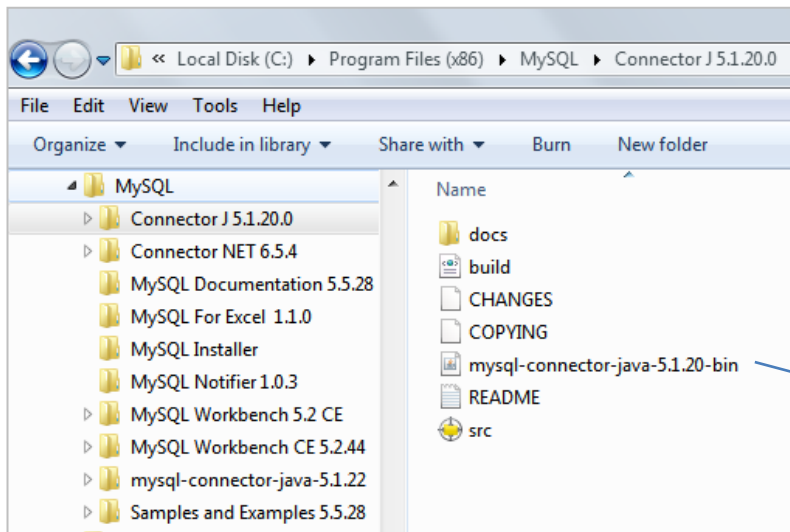 « Local Disk (C:) Program Files (x86) MySQL Connector J 5.1.20.0
File Edit View Tools Help
Organize Include in library Share with Burn New folder
MySQL
Connector J 5.1.20.0
Connector NET 6.5.4
MySQL Documentation 5.5.28
MySQL For Excel 1.1.0
MySQL Installer
MySQL Notifier 1.0.3
MySQL Workbench 5.2 CE
MySQL Workbench CE 5.2.44
mysql-connector-java-5.1.22
Samples and Examples 5.5.28
Name
docs
build
CHANGES
COPYING
mysql-connector-java-5.1.20-bin
README
src